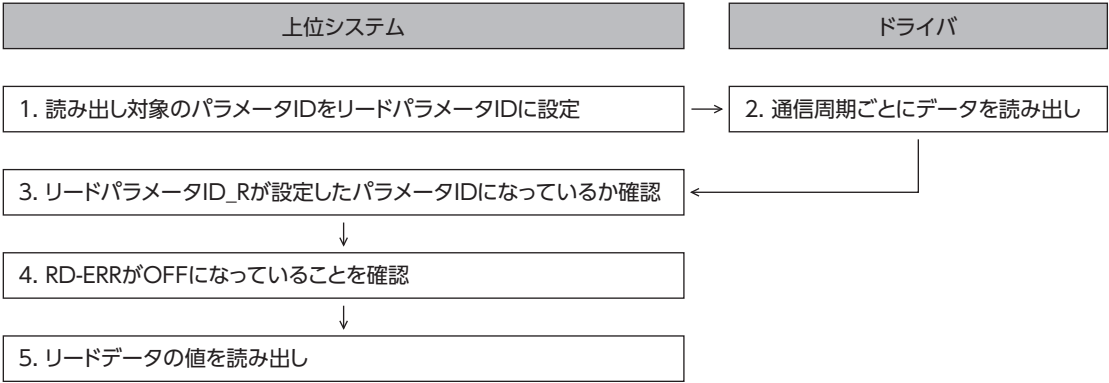 上位システム
ドライバ
1. 読み出し対象のパラメータIDをリードパラメータIDに設定
2. 通信周期ごとにデータを読み出し
3. リードパラメータID_Rが設定したパラメータIDになっているか確認
4. RD-ERRがOFFになっていることを確認
5. リードデータの値を読み出し